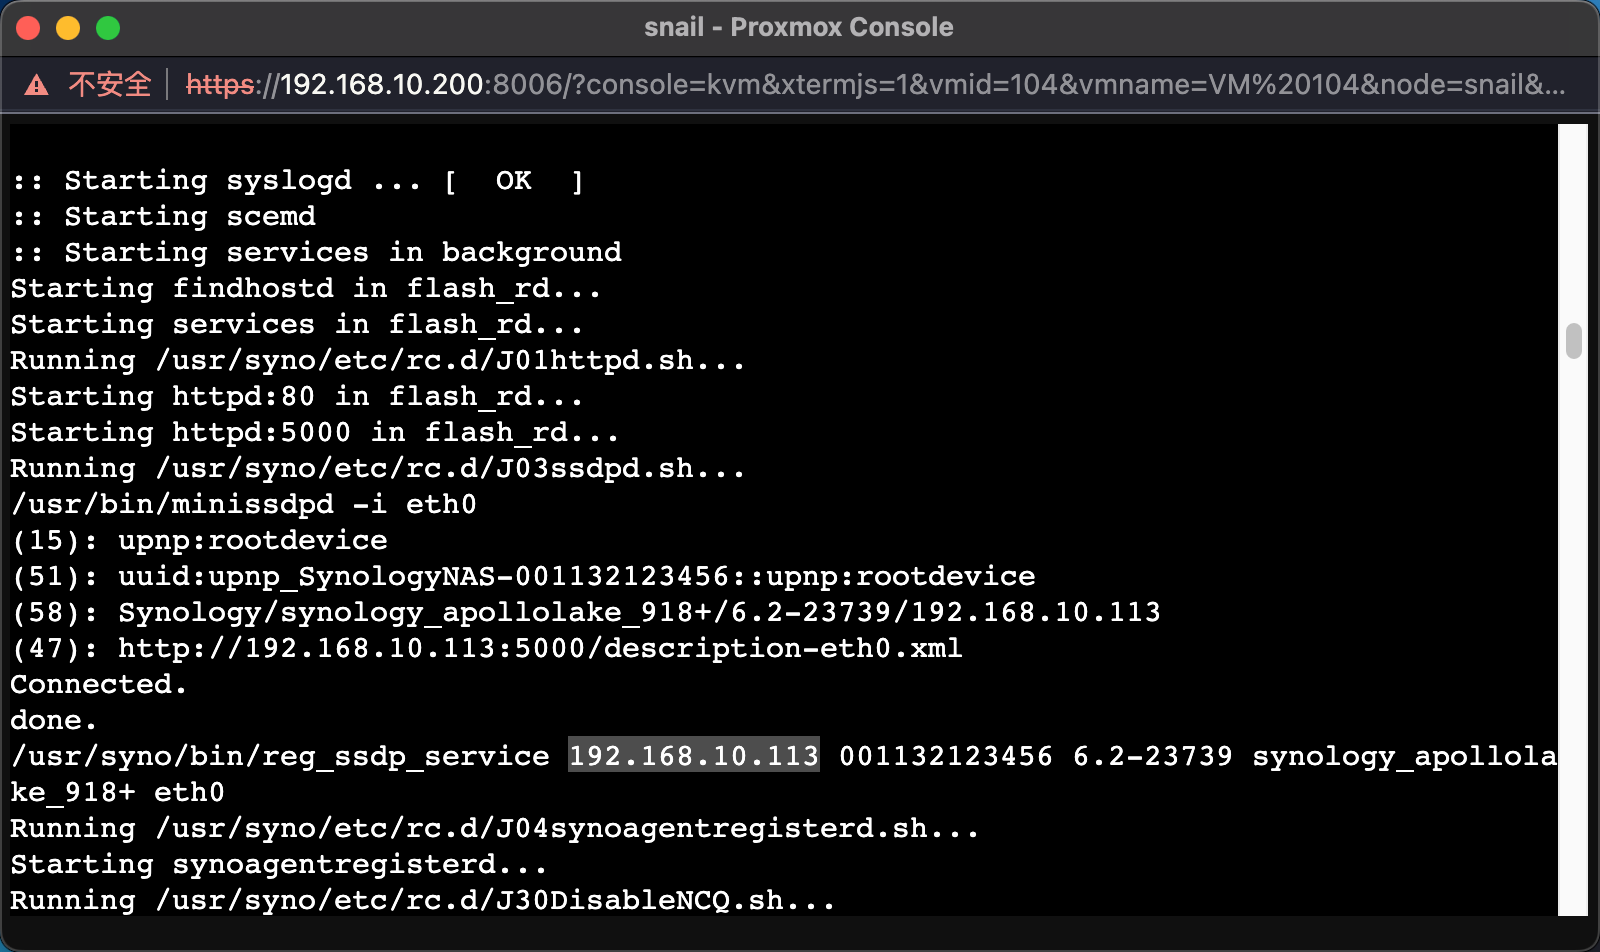 snail - Proxmox Console
不安全 https://192.168.10.200:8006/?console=kvm&xtermjs=1&vmid=104&vmname=VM%20104&node=snail&...
:: Starting syslogd ... [  OK  ]
:: Starting scemd
:: Starting services in background
Starting findhostd in flash_rd...
Starting services in flash_rd...
Running /usr/syno/etc/rc.d/J01httpd.sh...
Starting httpd:80 in flash_rd...
Starting httpd:5000 in flash_rd...
Running /usr/syno/etc/rc.d/J03ssdpd.sh...
/usr/bin/minissdpd -i eth0
(15): upnp:rootdevice
(51): uuid:upnp_SynologyNAS-001132123456::upnp:rootdevice
(58): Synology/synology_apollolake_918+/6.2-23739/192.168.10.113
(47): http://192.168.10.113:5000/description-eth0.xml
Connected.
done.
/usr/syno/bin/reg_ssdp_service 192.168.10.113 001132123456 6.2-23739 synology_apollola
ke_918+ eth0
Running /usr/syno/etc/rc.d/J04synoagentregisterd.sh...
Starting synoagentregisterd...
Running /usr/syno/etc/rc.d/J30DisableNCQ.sh...